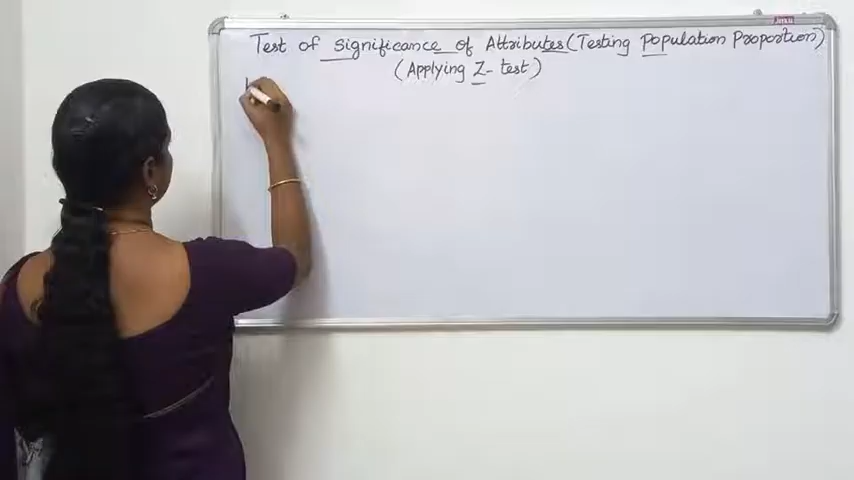 Test of significance of Attributes (Testing population proportion)
(Applying Z- test)